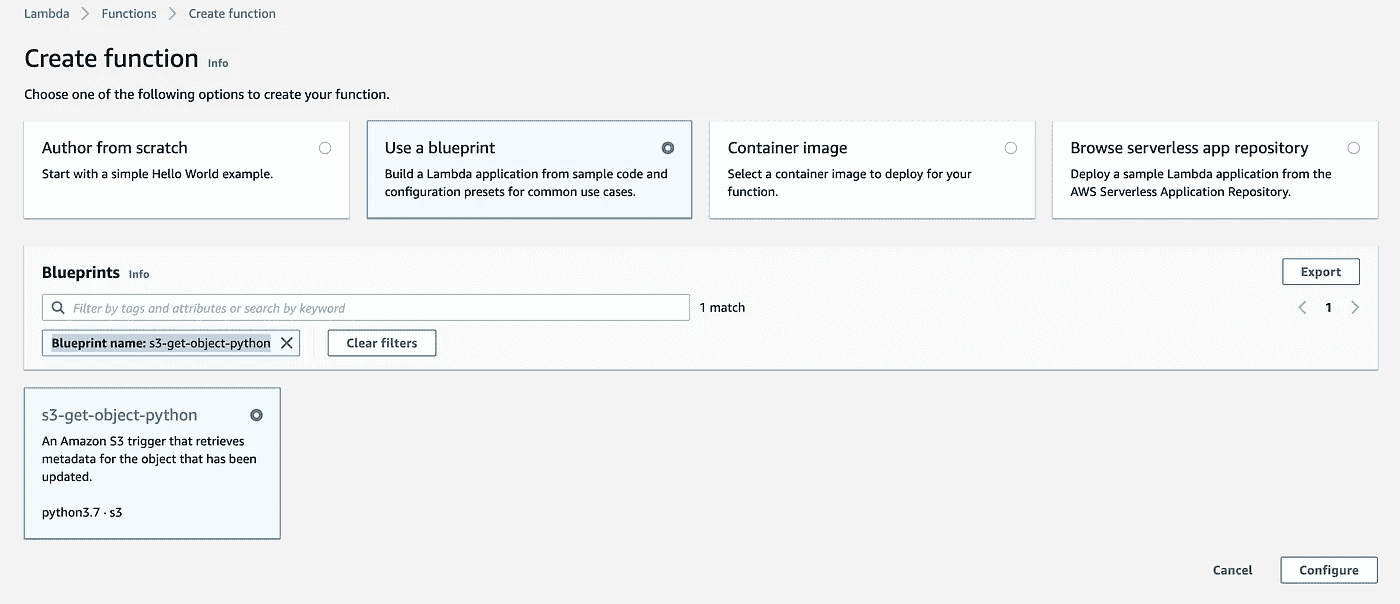 Lambda > Functions > Create function
Create function Info
Choose one of the following options to create your function.
Author from scratch
Start with a simple Hello World example.
Use a blueprint
Build a Lambda application from sample code and
configuration presets for common use cases.
Container image
Select a container image to deploy for your
function.
Browse serverless app repository
Deploy a sample Lambda application from the
AWS Serverless Application Repository.
Blueprints Info
Export
Filter by tags and attributes or search by keyword
1 match
1
Blueprint name: s3-get-object-python
Clear filters
s3-get-object-python
An Amazon S3 trigger that retrieves
metadata for the object that has been
updated.
python3.7 · s3
Cancel
Configure